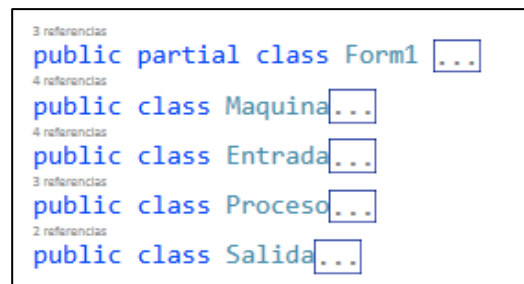 3 referencias
public partial class Form1 ...
4 referencias
public class Maquina...
4 referencias
public class Entrada...
3 referencias
public class Proceso...
2 referencias
public class Salida...